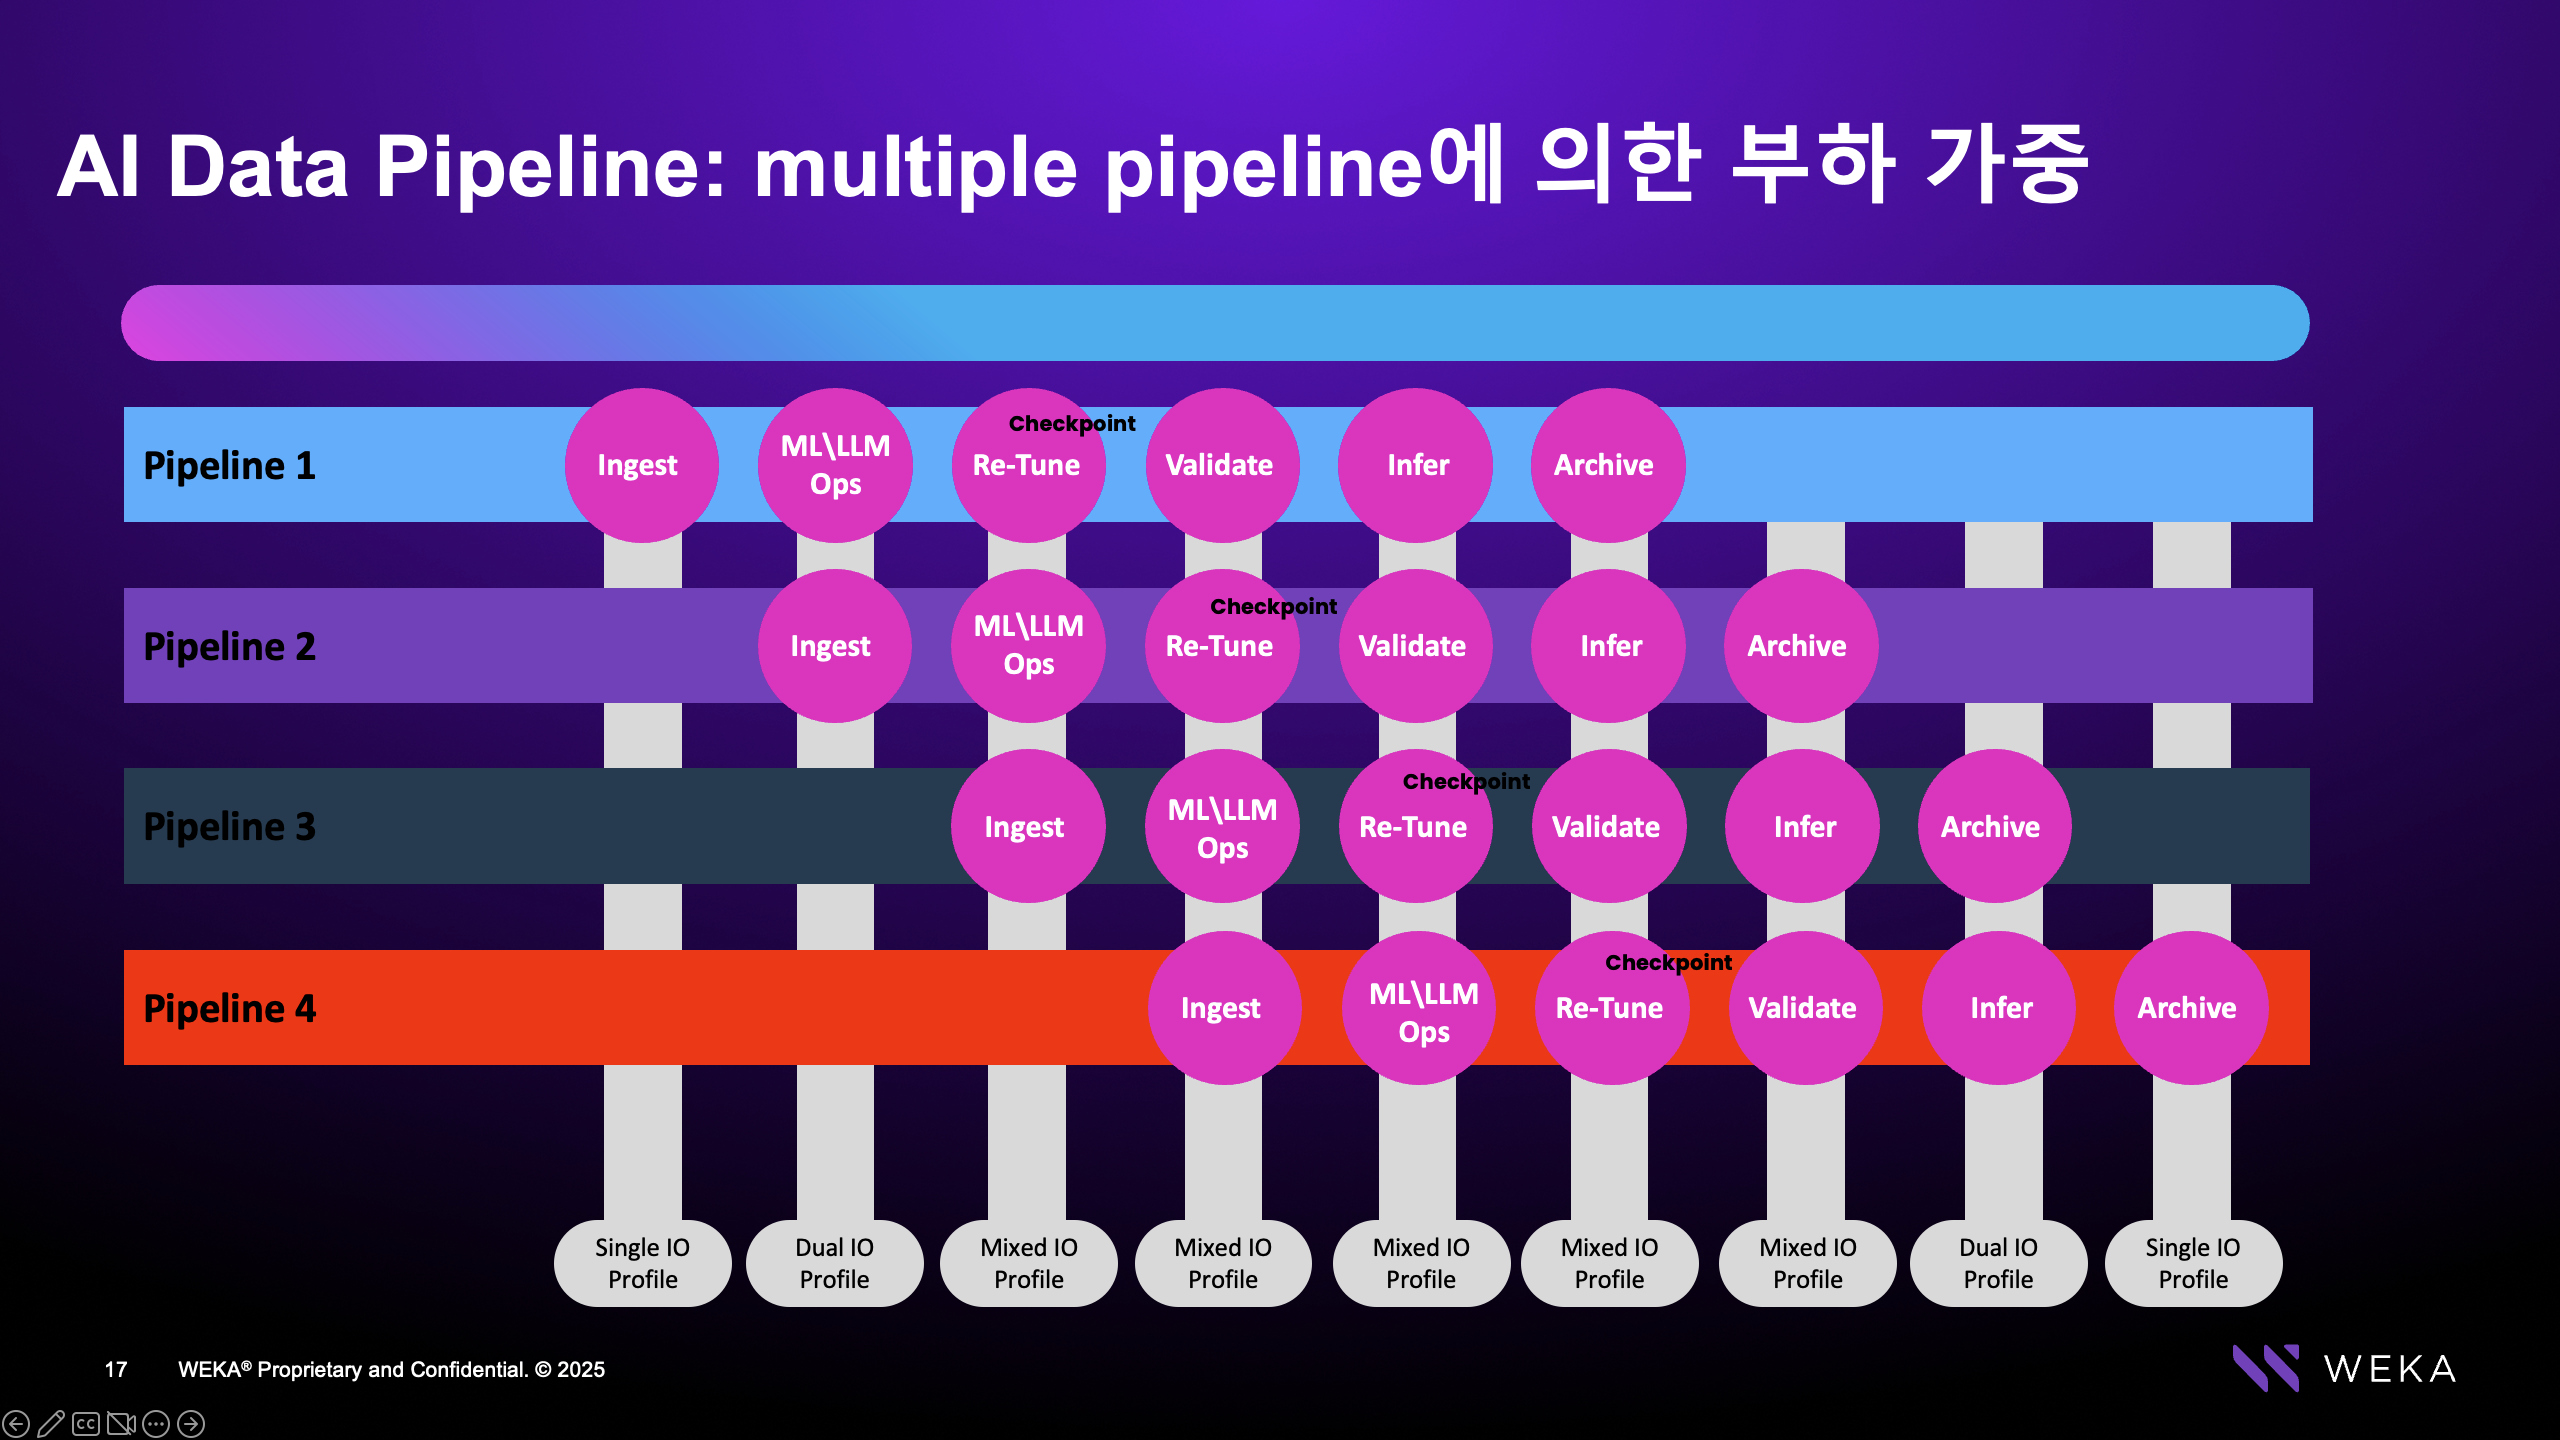 AI Data Pipeline: multiple pipeline에 의한 부하 가중
Pipeline 1
Ingest
ML\LLM
Ops
Checkpoint
Re-Tune
Validate
Infer
Archive
Pipeline 2
Ingest
ML\LLM
Ops
Checkpoint
Re-Tune
Validate
Infer
Archive
Pipeline 3
Ingest
ML\LLM
Ops
Checkpoint
Re-Tune
Validate
Infer
Archive
Pipeline 4
Ingest
ML\LLM
Ops
Checkpoint
Re-Tune
Validate
Infer
Archive
Single IO
Profile
Dual IO
Profile
Mixed IO
Profile
Mixed IO
Profile
Mixed IO
Profile
Mixed IO
Profile
Mixed IO
Profile
Dual IO
Profile
Single IO
Profile
17
WEKA® Proprietary and Confidential. © 2025
WEKA
CC